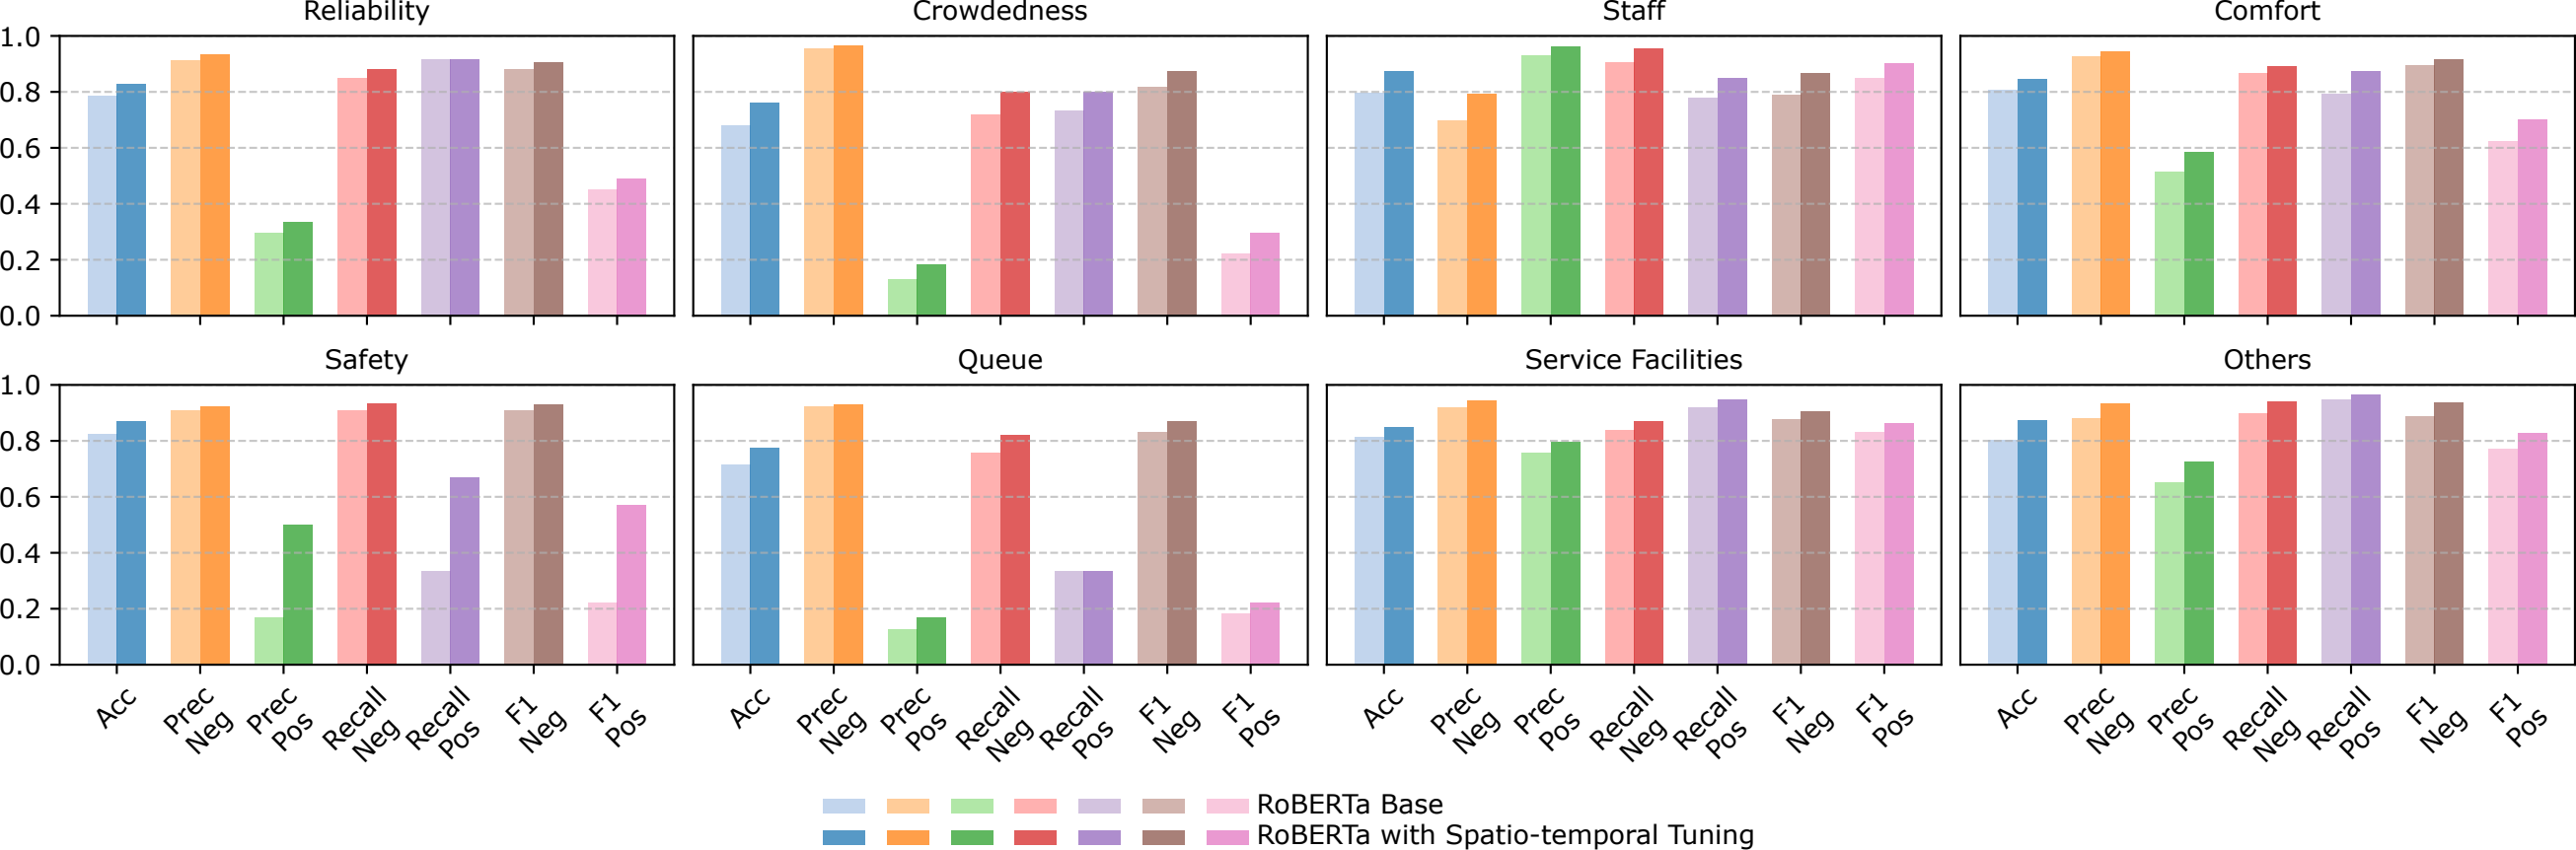 Reliability
Crowdedness
Staff
Comfort
1.0
0.8
0.6
0.4
0.2
0.0
Safety
Queue
Service Facilities
Others
1.0
0.8
0.6
0.4
0.2
0.0
Acc
Prec
Neg
Prec
Pos
Recall
Neg
Recall
Pos
F1
Neg
F1
Pos
Acc
Prec
Neg
Prec
Pos
Recall
Neg
Recall
Pos
F1
Neg
F1
Pos
Acc
Prec
Neg
Prec
Pos
Recall
Neg
Recall
Pos
F1
Neg
F1
Pos
Acc
Prec
Neg
Prec
Pos
Recall
Neg
Recall
Pos
F1
Neg
F1
Pos
RoBERTa Base
RoBERTa with Spatio-temporal Tuning